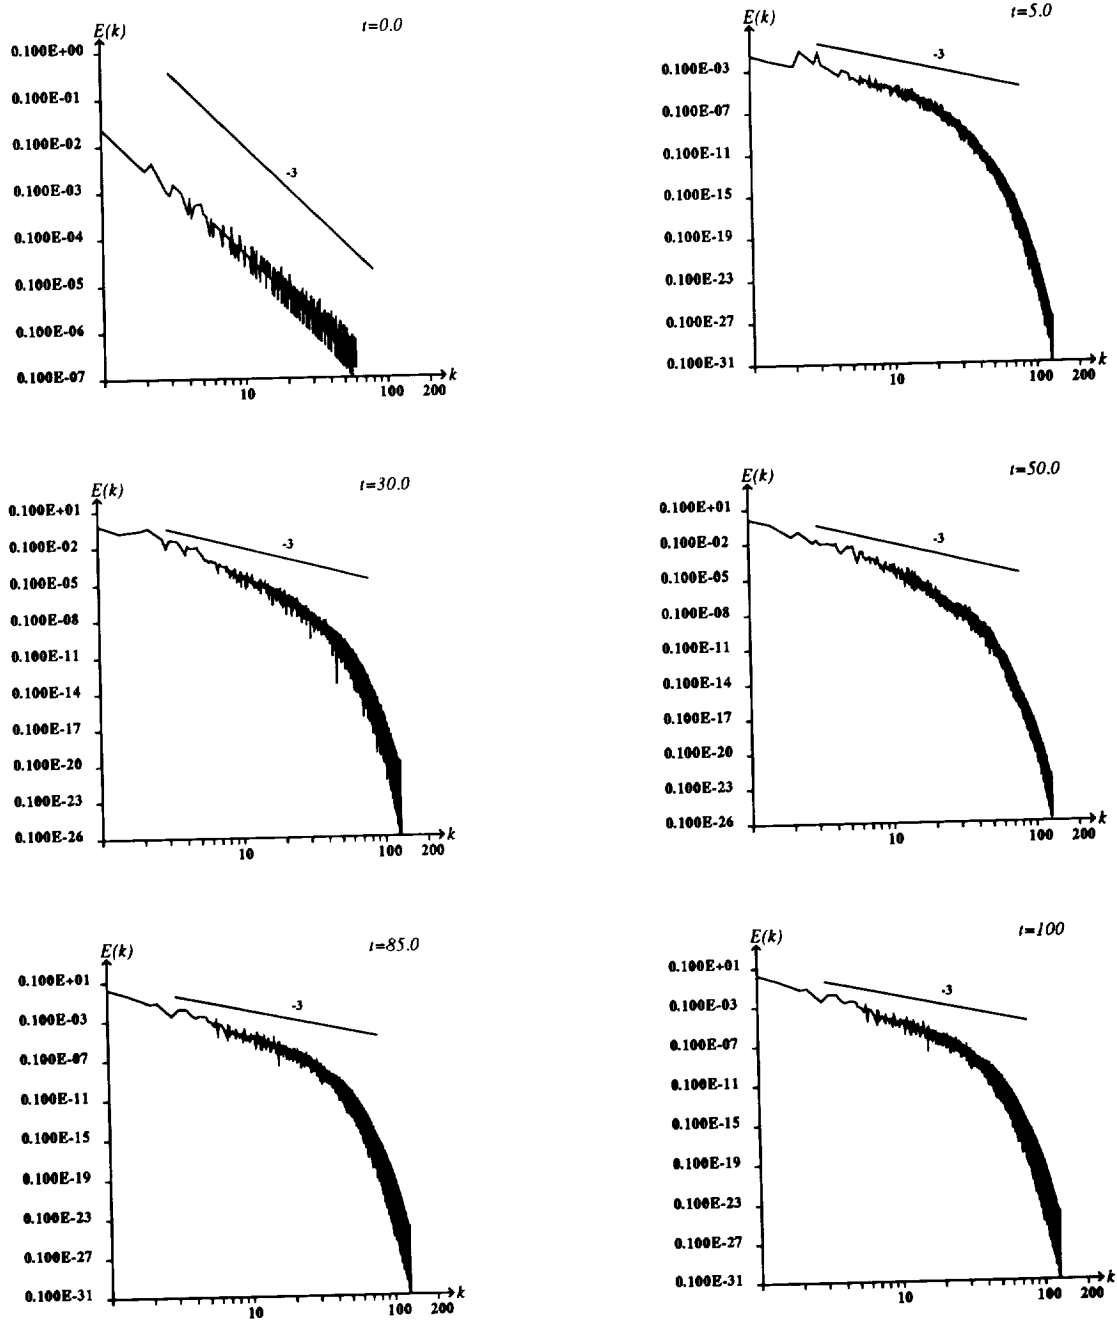 E(k)
t=0.0
0.100E+00
0.100E-01
0.100E-02
0.100E-03
0.100E-04
0.100E-05
0.100E-06
0.100E-07
-3
10
100
200
k
E(k)
t=5.0
0.100E-03
0.100E-07
0.100E-11
0.100E-15
0.100E-19
0.100E-23
0.100E-27
0.100E-31
-3
10
100
200
k
E(k)
t=30.0
0.100E+01
0.100E-02
0.100E-05
0.100E-08
0.100E-11
0.100E-14
0.100E-17
0.100E-20
0.100E-23
0.100E-26
-3
10
100
200
k
E(k)
t=50.0
0.100E+01
0.100E-02
0.100E-05
0.100E-08
0.100E-11
0.100E-14
0.100E-17
0.100E-20
0.100E-23
0.100E-26
-3
10
100
200
k
E(k)
t=85.0
0.100E+01
0.100E-03
0.100E-07
0.100E-11
0.100E-15
0.100E-19
0.100E-23
0.100E-27
0.100E-31
-3
10
100
200
k
E(k)
t=100
0.100E+01
0.100E-03
0.100E-07
0.100E-11
0.100E-15
0.100E-19
0.100E-23
0.100E-27
0.100E-31
-3
10
100
200
k